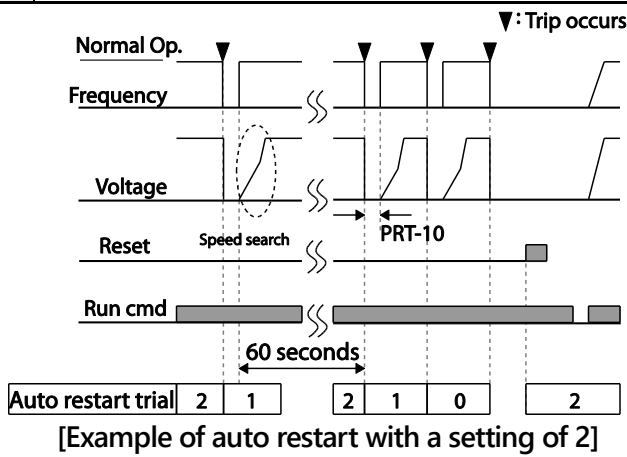 ▼: Trip occurs
Normal Op.
Frequency
Voltage
Speed search
PRT-10
Reset
Run cmd
60 seconds
Auto restart trial 2 1 2 1 0 2
[Example of auto restart with a setting of 2]